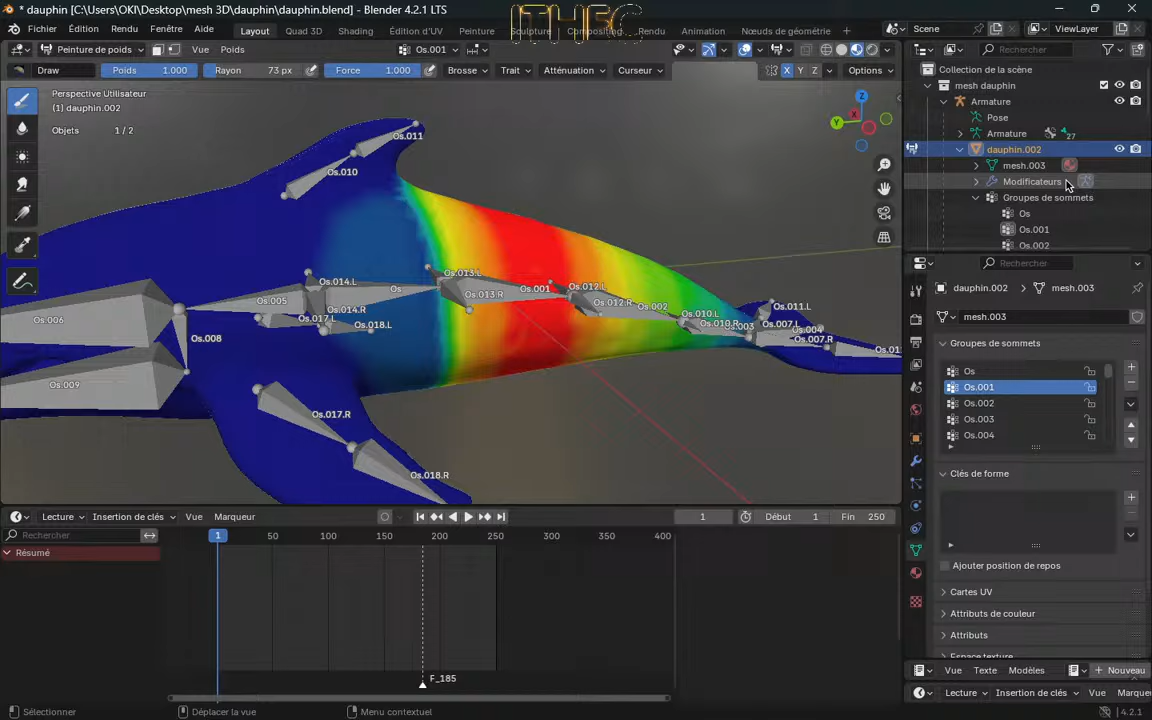 * dauphin [C:\Users\OKI\Desktop\mesh 3D\dauphin\dauphin.blend] - Blender 4.2.1 LTS
ITHEC
Fichier Édition Rendu Fenêtre Aide Layout Quad 3D Shading Édition d'UV Peinture Sculpture Compositing Animation Nœuds de géométrie + Scene ViewLayer
Peinture de poids Vue Poids Os.001 Rechercher
Draw Poids 1.000 Rayon 73 px Force 1.000 Brosse Trait Atténuation Curseur X Y Z Options
Collection de la scène
mesh dauphin
Armature
Pose
Armature 27
dauphin.002
mesh.003
Modificateurs
Groupes de sommets
Os
Os.001
Os.002
Perspective Utilisateur
(1) dauphin.002
Objets 1 / 2
Z
Y
X
Os.011
Os.010
Os.013.L
Os.014.L
Os
Os.013.R
Os.001
Os.012.L
Os.005
Os.012.R
Os.002
Os.014.R
Os.010.L
Os.011.L
Os.006
Os.017.L
Os.018.L
Os.010.R
Os.007.L
Os.004
Os.008
Os.007.R
Os.009
Os.017.R
Os.018.R
Rechercher
dauphin.002 > mesh.003
mesh.003
Groupes de sommets
Os
Os.001
Os.002
Os.003
Os.004
Clés de forme
Ajouter position de repos
Cartes UV
Attributs de couleur
Attributs
Espace texture
Vue Texte Modèles + Nouveau
Lecture Insertion de clés Vue Marque
Lecture Insertion de clés Vue Marqueur 1 Début 1 Fin 250
Rechercher 1 50 100 150 200 250 300 350 400
Résumé
F_185
Sélectionner Déplacer la vue Menu contextuel 4.2.1